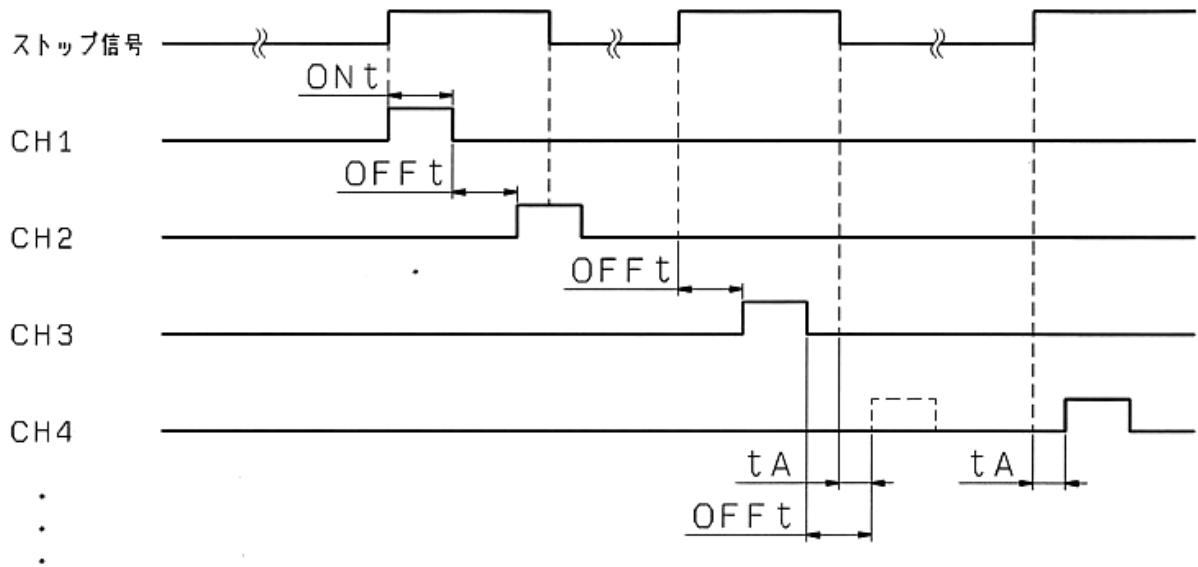 ストップ信号
ONt
CH1
OFFt
CH2
OFFt
CH3
CH4
tA
tA
OFFt